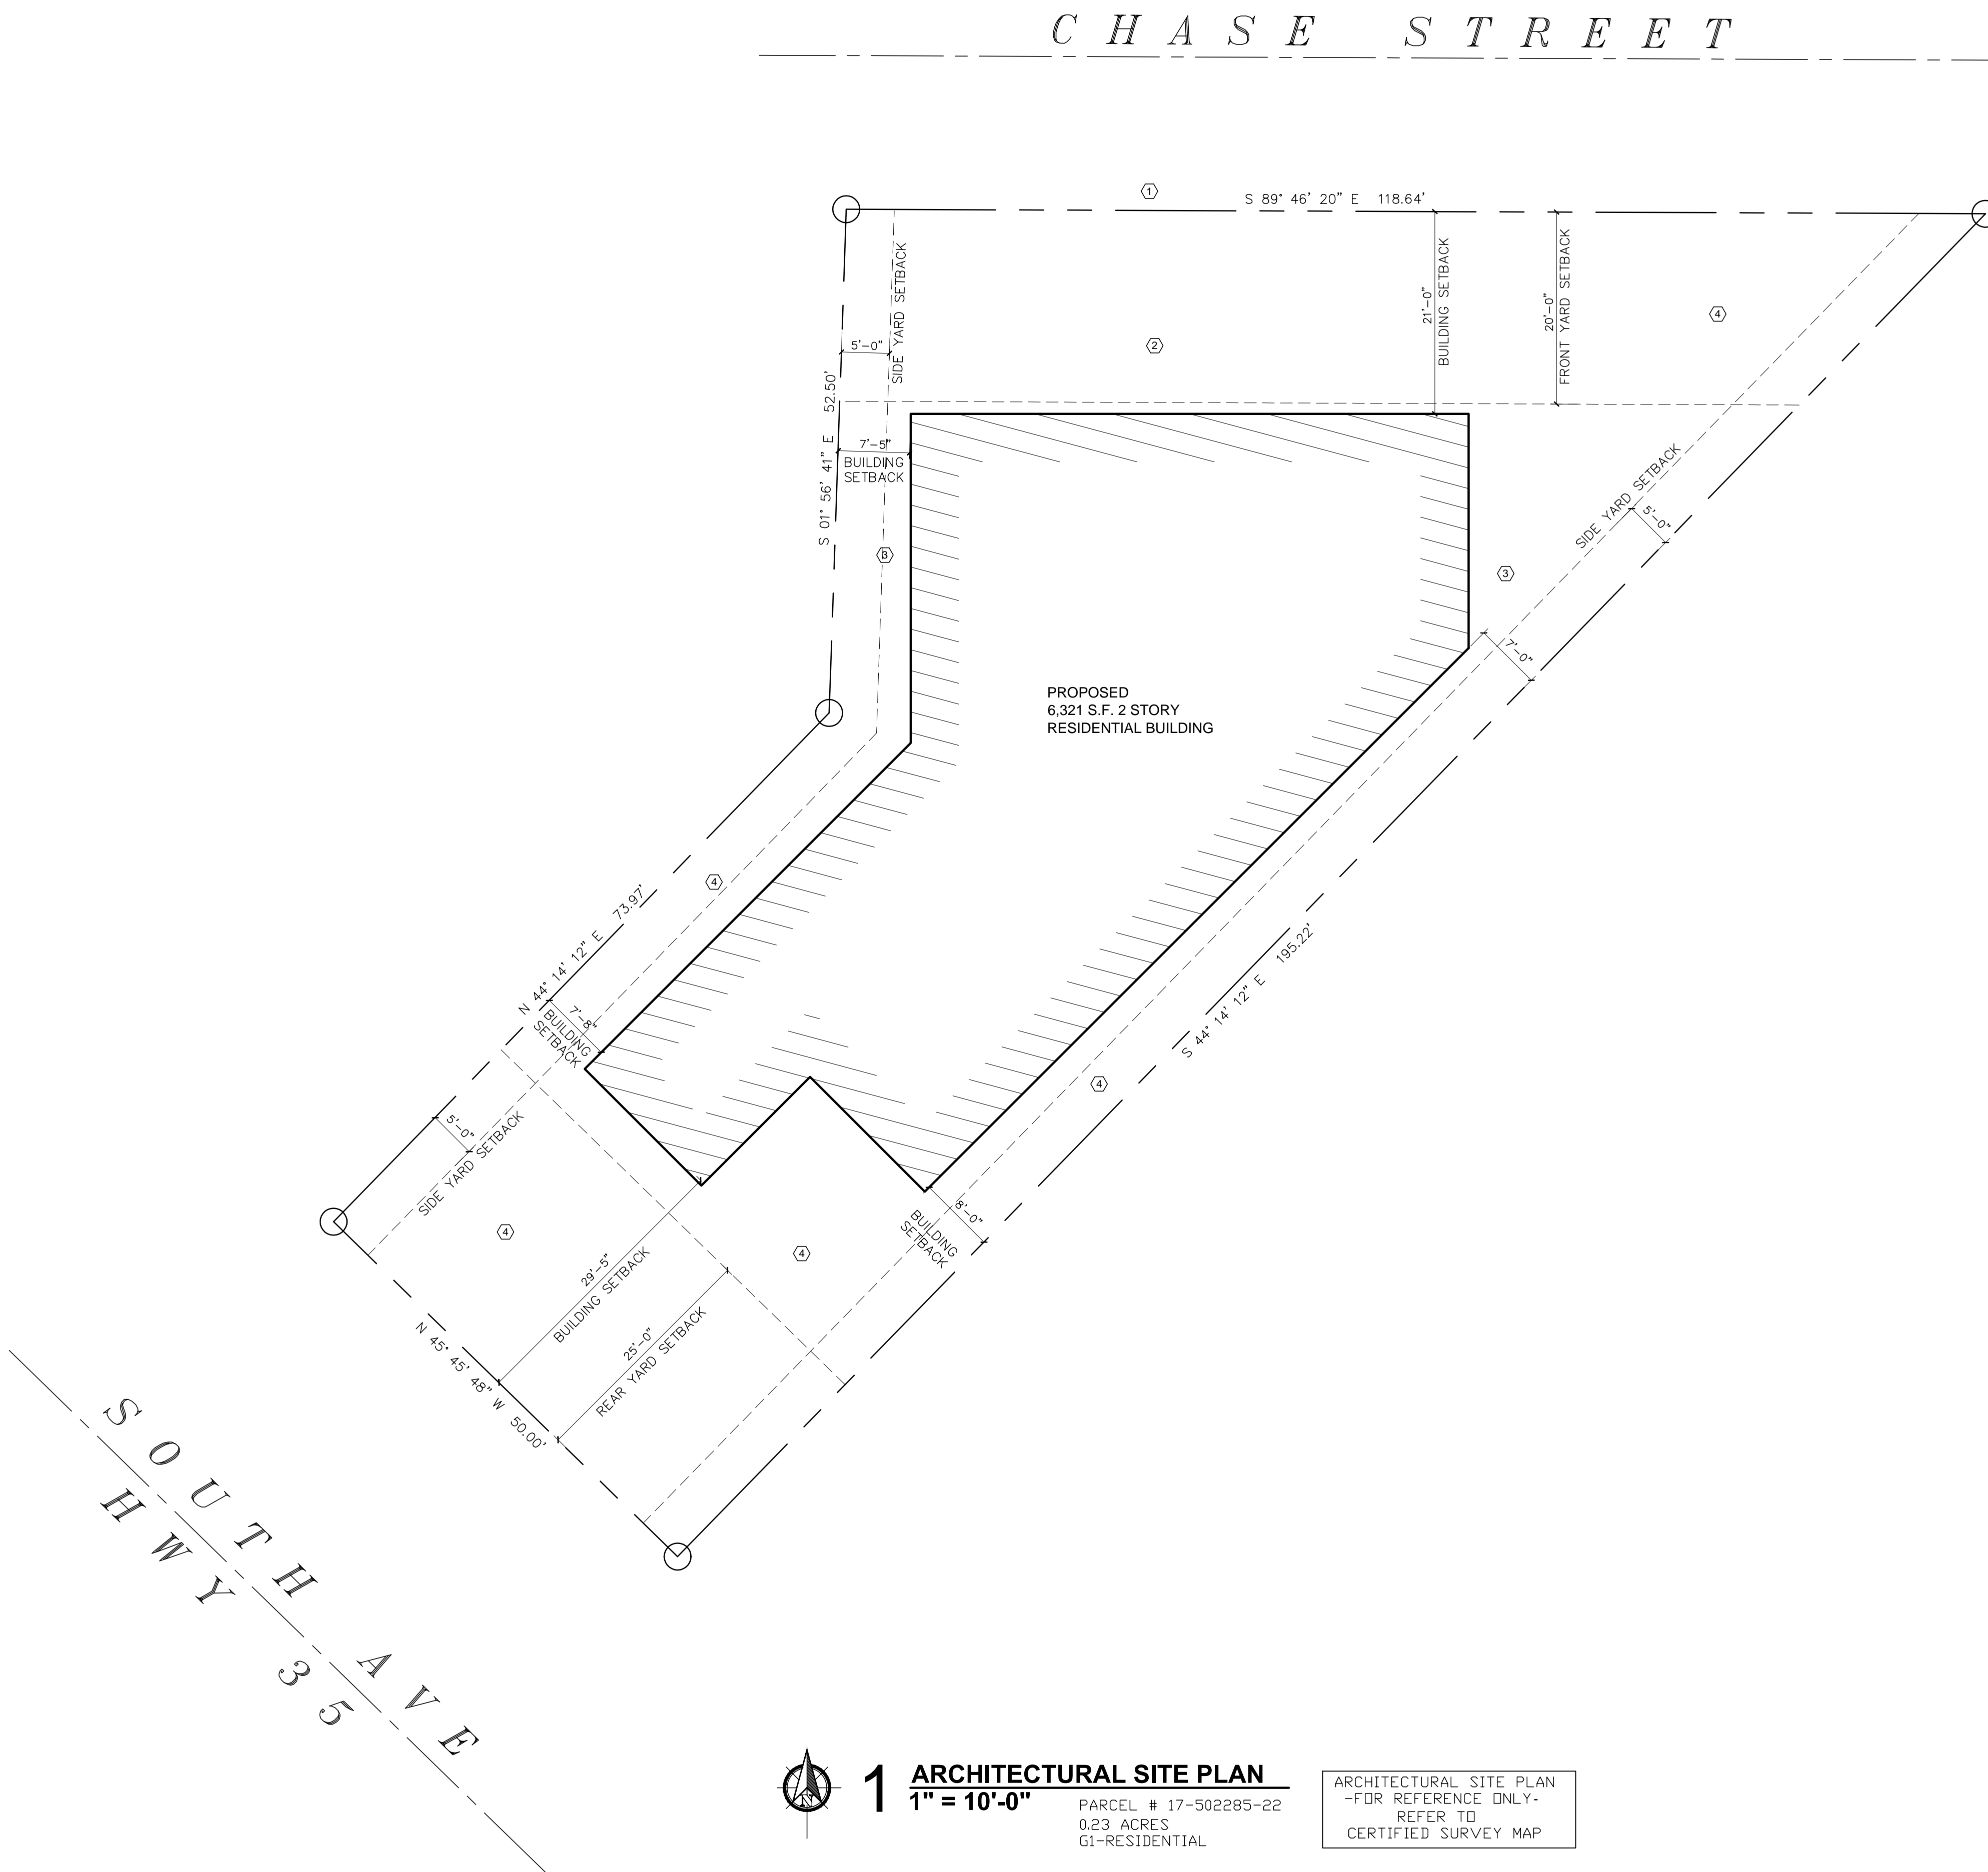 CHASE STREET
1
S 89° 46' 20" E 118.64'
SIDE YARD SETBACK
5'-0"
21'-0"
BUILDING SETBACK
20'-0"
FRONT YARD SETBACK
4
2
S 01° 56' 41" E 52.50'
7'-5"
BUILDING
SETBACK
3
SIDE YARD SETBACK
5'-0"
3
7'-0"
PROPOSED
6,321 S.F. 2 STORY
RESIDENTIAL BUILDING
4
N 44° 14' 12" E 73.97'
7'-8"
BUILDING
SETBACK
S 44° 14' 12" E 195.22'
4
5'-0"
SIDE YARD SETBACK
4
8'-0"
BUILDING
SETBACK
4
29'-5"
BUILDING SETBACK
25'-0"
REAR YARD SETBACK
N 45° 45' 48" W 50.00'
SOUTH AVE
HWY 35
N
1
ARCHITECTURAL SITE PLAN
1" = 10'-0"
PARCEL # 17-502285-22
0.23 ACRES
G1-RESIDENTIAL
ARCHITECTURAL SITE PLAN
-FOR REFERENCE ONLY-
REFER TO
CERTIFIED SURVEY MAP